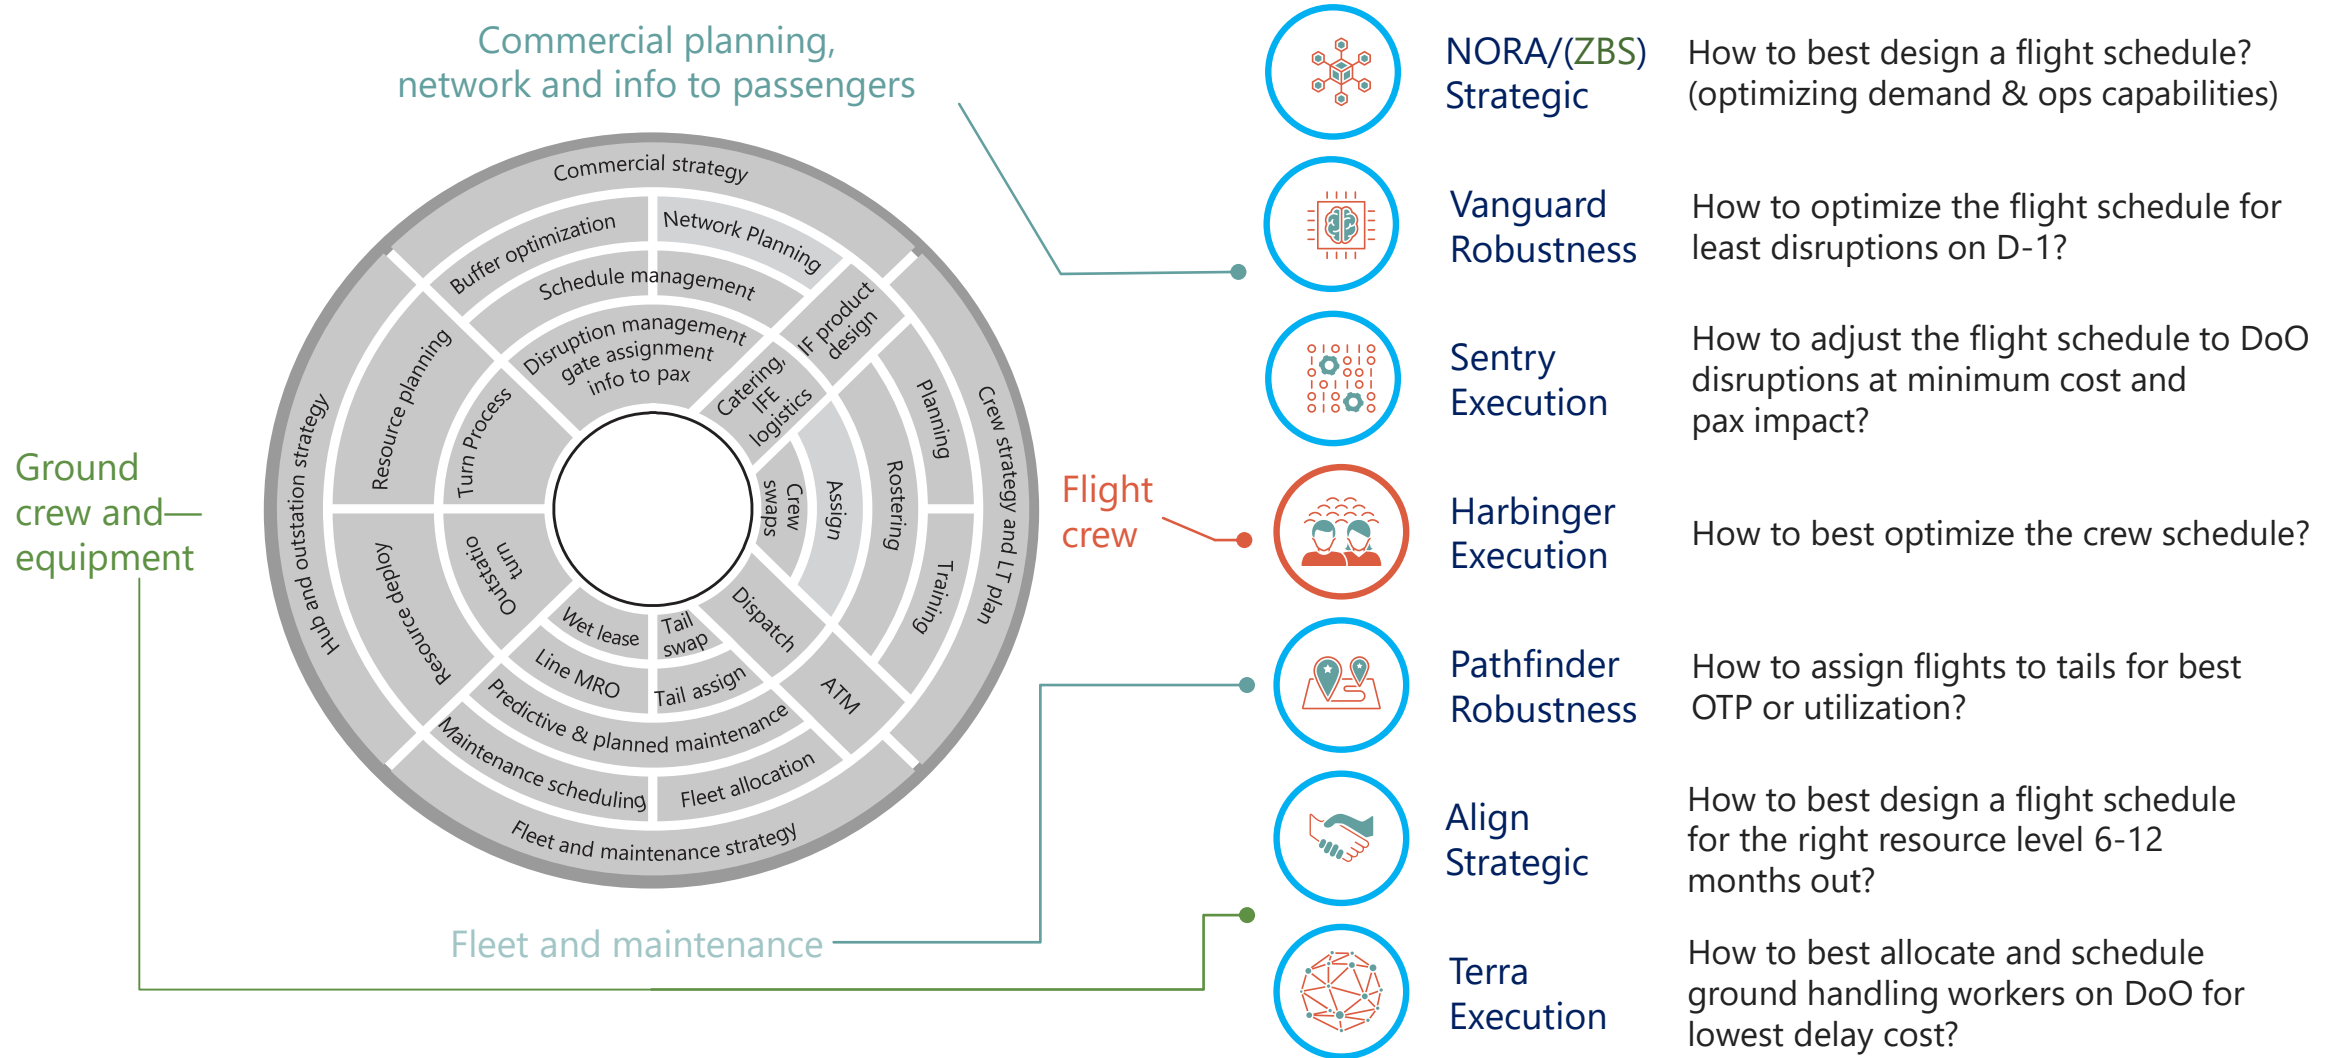 Commercial planning,
network and info to passengers
Commercial strategy
Buffer optimization
Network Planning
Schedule management
Disruption management
gate assignment
info to pax
IF product
design
Catering,
IFE
logistics
Crew strategy and LT plan
Planning
Training
Rostering
Assign
Crew
swaps
Dispatch
ATM
Tail
swap
Tail assign
Wet lease
Line MRO
Predictive & planned maintenance
Maintenance scheduling
Fleet allocation
Fleet and maintenance strategy
Hub and outstation strategy
Resource planning
Turn Process
Resource deploy
Outstatio
turn
Ground
crew and—
equipment
Fleet and maintenance
Flight
crew
NORA/(ZBS)
Strategic
How to best design a flight schedule?
(optimizing demand & ops capabilities)
Vanguard
Robustness
How to optimize the flight schedule for
least disruptions on D-1?
Sentry
Execution
How to adjust the flight schedule to DoO
disruptions at minimum cost and
pax impact?
Harbinger
Execution
How to best optimize the crew schedule?
Pathfinder
Robustness
How to assign flights to tails for best
OTP or utilization?
Align
Strategic
How to best design a flight schedule
for the right resource level 6-12
months out?
Terra
Execution
How to best allocate and schedule
ground handling workers on DoO for
lowest delay cost?